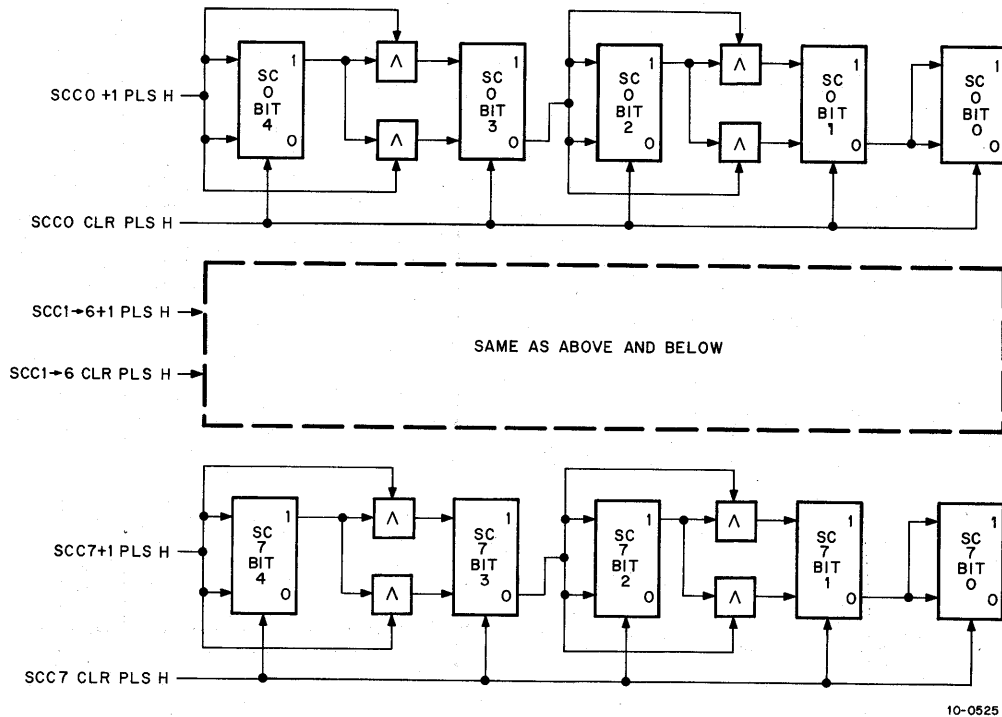 SCC0 +1 PLS H
SC
0
BIT
4
1
0
∧
∧
SC
0
BIT
3
1
0
SC
0
BIT
2
1
0
∧
∧
SC
0
BIT
1
1
0
SC
0
BIT
0
1
0
SCC0 CLR PLS H
SCC1→6+1 PLS H
SCC1→6 CLR PLS H
SAME AS ABOVE AND BELOW
SCC7+1 PLS H
SC
7
BIT
4
1
0
∧
∧
SC
7
BIT
3
1
0
SC
7
BIT
2
1
0
∧
∧
SC
7
BIT
1
1
0
SC
7
BIT
0
1
0
SCC7 CLR PLS H
10-0525